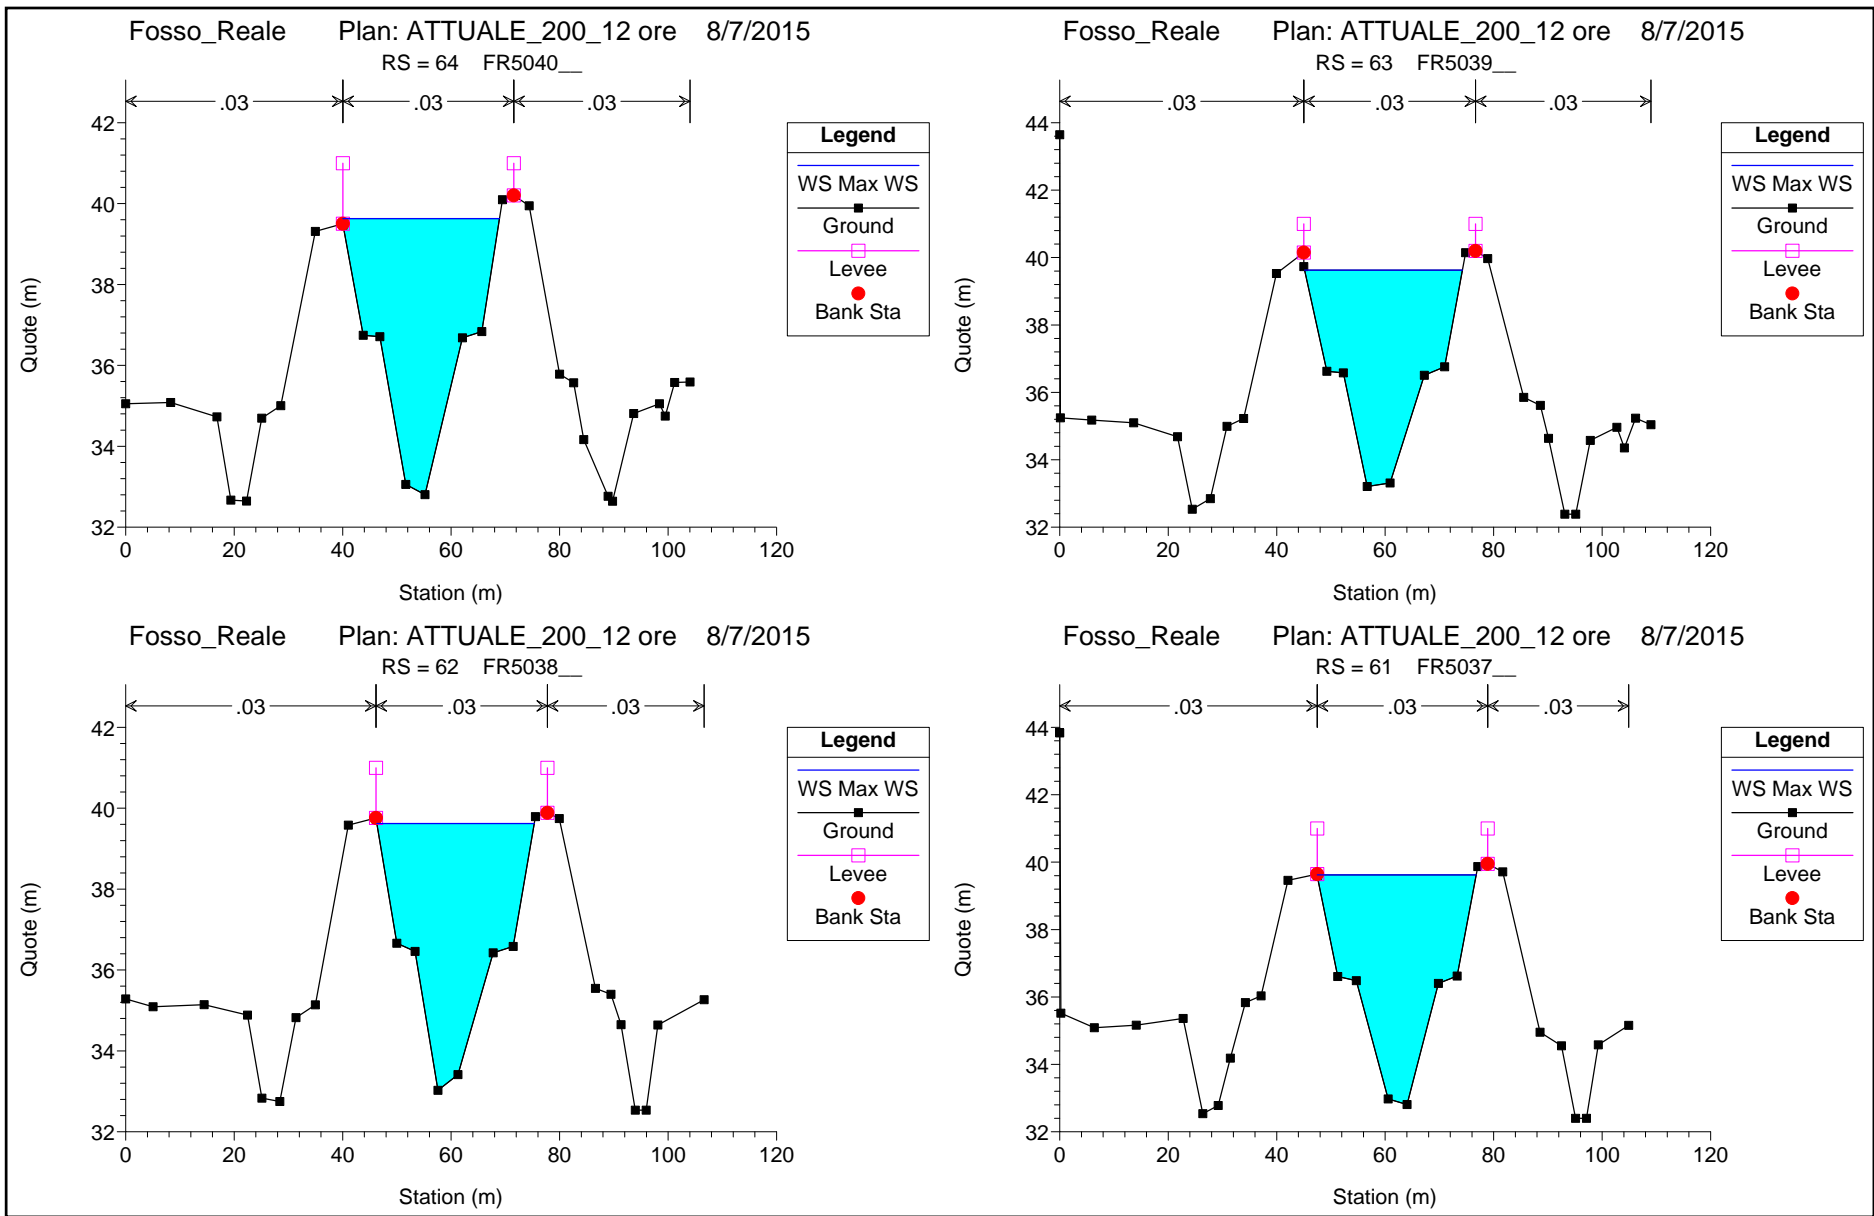 Fosso_Reale Plan: ATTUALE_200_12 ore 8/7/2015
RS = 64 FR5040__
.03 .03 .03
42
40
38
36
34
32
0 20 40 60 80 100 120
Quote (m)
Station (m)
Legend
WS Max WS
Ground
Levee
Bank Sta
Fosso_Reale Plan: ATTUALE_200_12 ore 8/7/2015
RS = 63 FR5039__
.03 .03 .03
44
42
40
38
36
34
32
0 20 40 60 80 100 120
Quote (m)
Station (m)
Legend
WS Max WS
Ground
Levee
Bank Sta
Fosso_Reale Plan: ATTUALE_200_12 ore 8/7/2015
RS = 62 FR5038__
.03 .03 .03
42
40
38
36
34
32
0 20 40 60 80 100 120
Quote (m)
Station (m)
Legend
WS Max WS
Ground
Levee
Bank Sta
Fosso_Reale Plan: ATTUALE_200_12 ore 8/7/2015
RS = 61 FR5037__
.03 .03 .03
44
42
40
38
36
34
32
0 20 40 60 80 100 120
Quote (m)
Station (m)
Legend
WS Max WS
Ground
Levee
Bank Sta